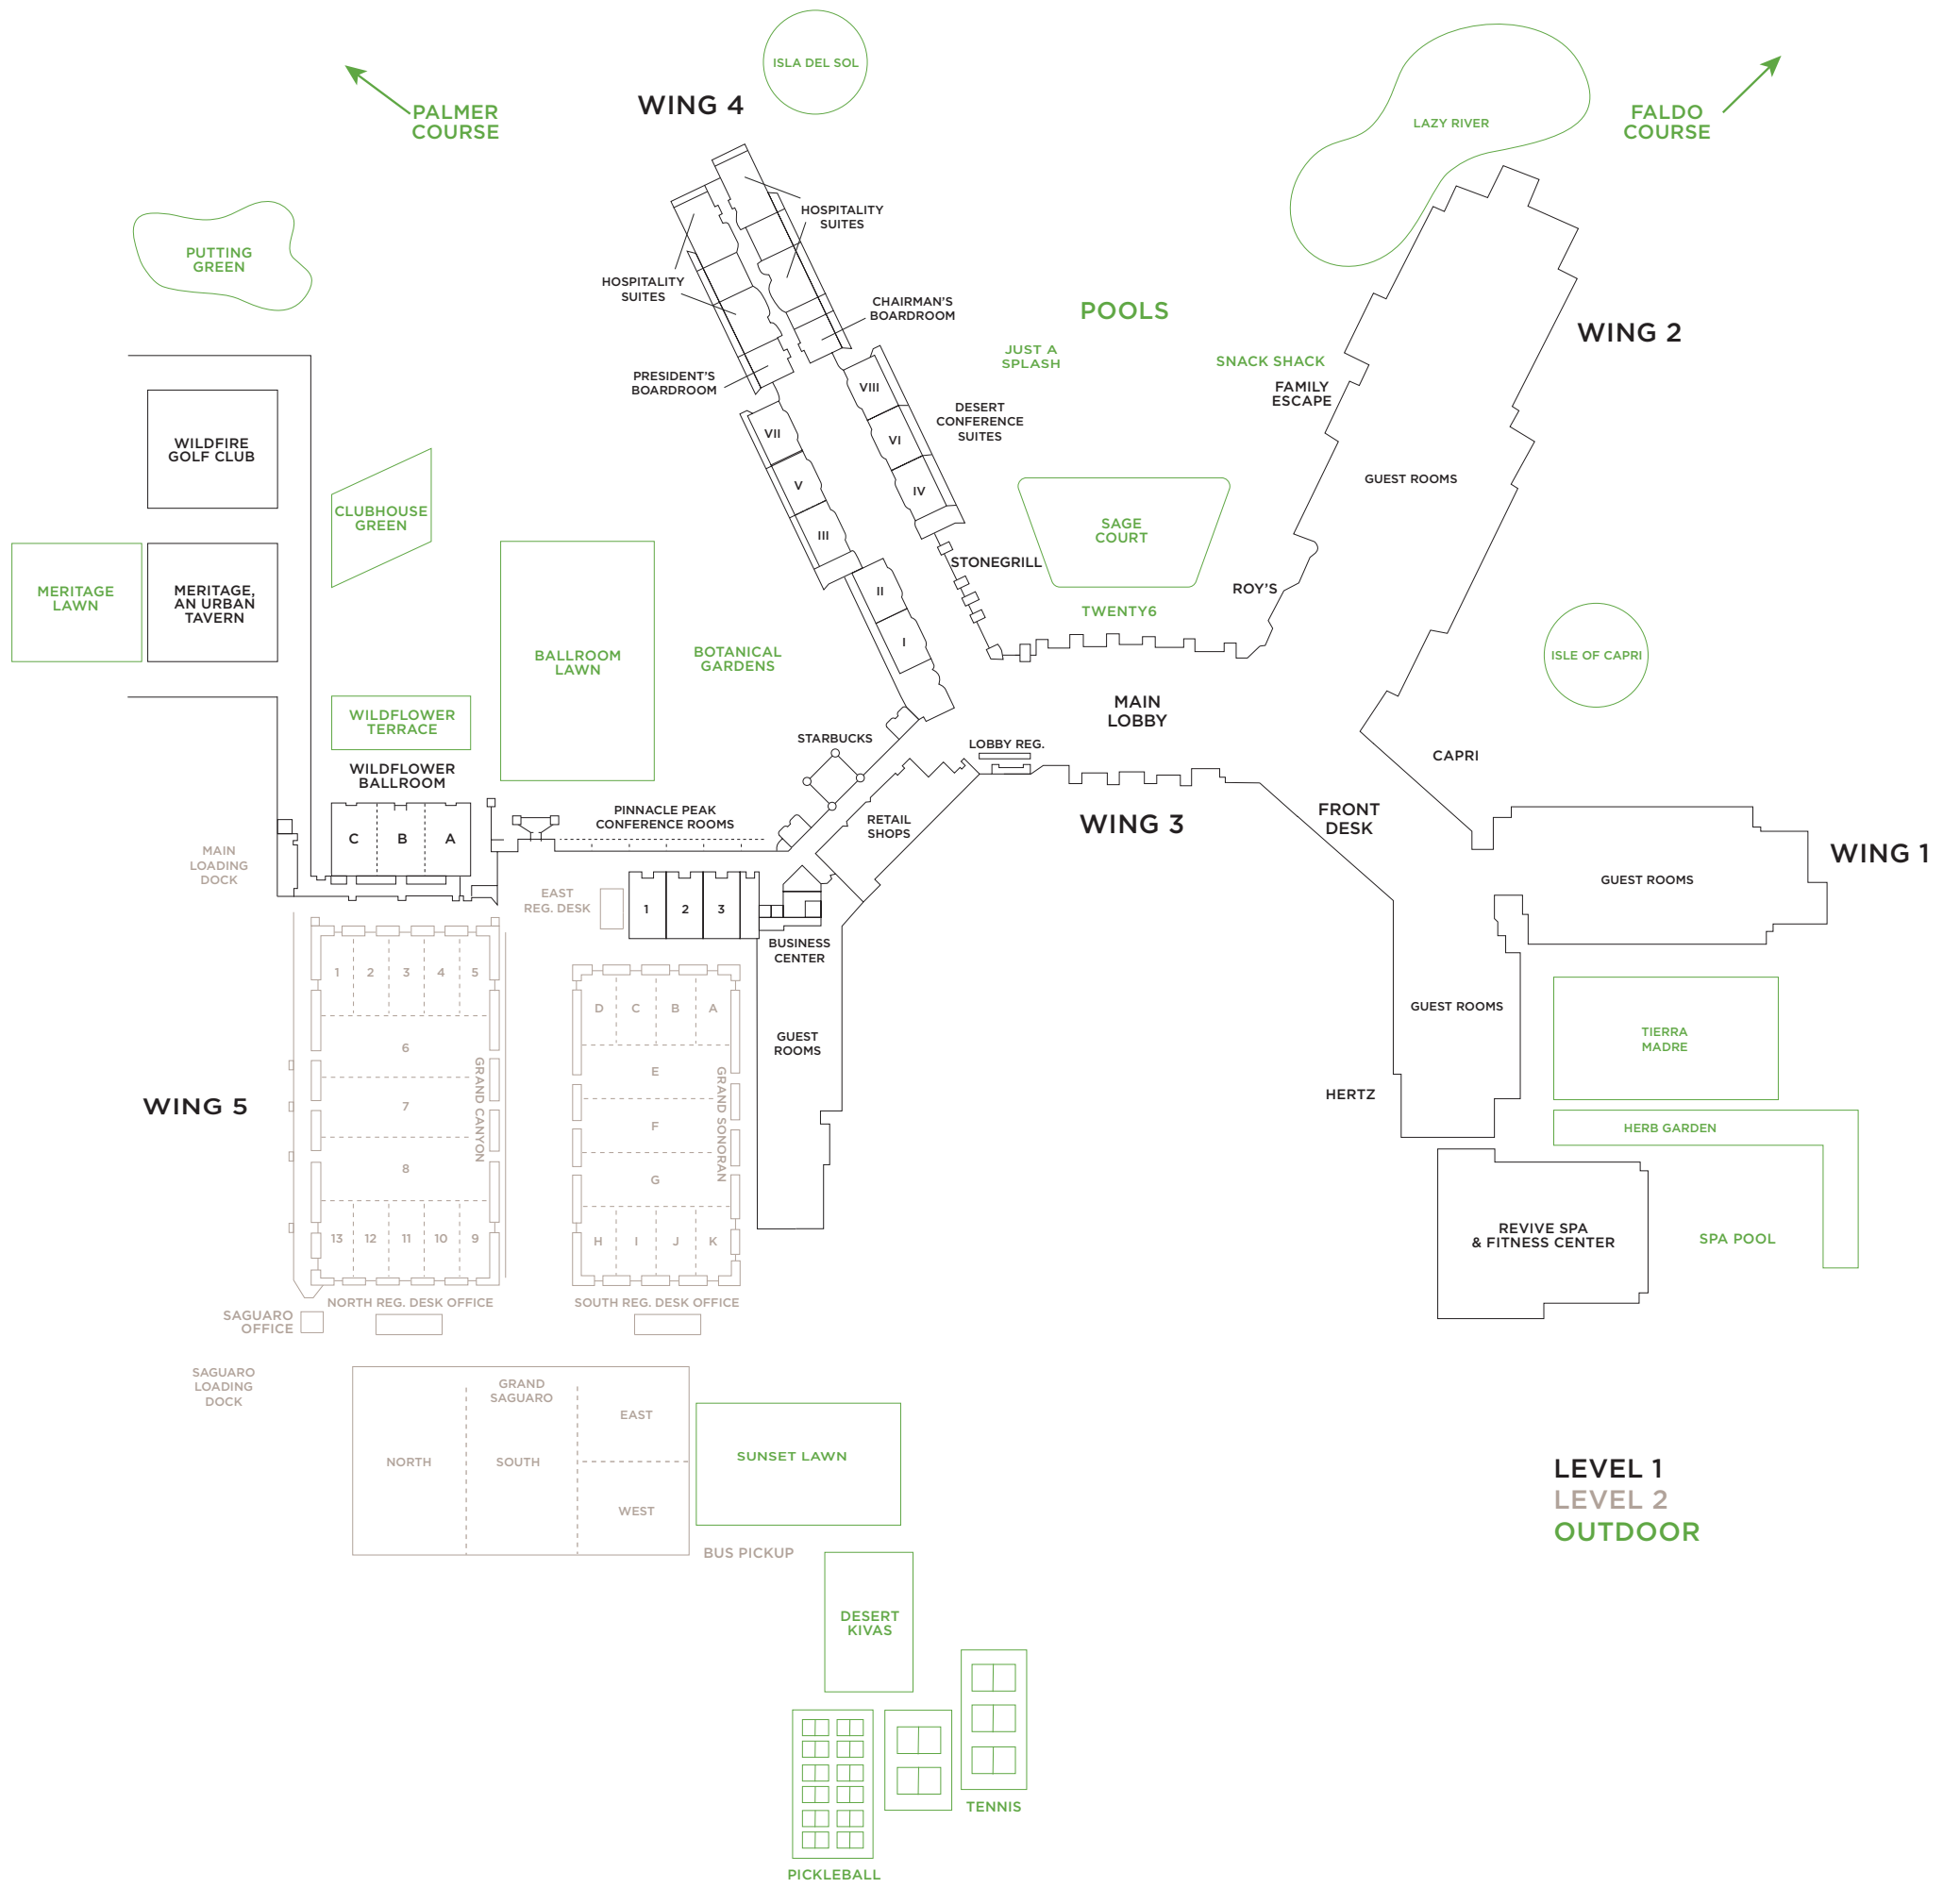 ISLA DEL SOL
WING 4
PALMER
COURSE
LAZY RIVER
FALDO
COURSE
HOSPITALITY
SUITES
PUTTING
GREEN
HOSPITALITY
SUITES
CHAIRMAN'S
BOARDROOM
POOLS
WING 2
JUST A
SPLASH
SNACK SHACK
FAMILY
ESCAPE
PRESIDENT'S
BOARDROOM
VIII
DESERT
CONFERENCE
SUITES
VII
VI
V
IV
III
II
I
WILDFIRE
GOLF CLUB
GUEST ROOMS
CLUBHOUSE
GREEN
SAGE
COURT
STONEGRILL
MERITAGE
LAWN
MERITAGE,
AN URBAN
TAVERN
ROY'S
TWENTY6
BALLROOM
LAWN
BOTANICAL
GARDENS
ISLE OF CAPRI
WILDFLOWER
TERRACE
MAIN
LOBBY
STARBUCKS
LOBBY REG.
CAPRI
WILDFLOWER
BALLROOM
C
B
A
PINNACLE PEAK
CONFERENCE ROOMS
RETAIL
SHOPS
WING 3
FRONT
DESK
WING 1
MAIN
LOADING
DOCK
GUEST ROOMS
EAST
REG. DESK
1
2
3
BUSINESS
CENTER
1
2
3
4
5
6
7
8
13
12
11
10
9
GRAND CANYON
D
C
B
A
E
F
G
H
I
J
K
GRAND SONORAN
GUEST
ROOMS
GUEST ROOMS
TIERRA
MADRE
HERTZ
WING 5
HERB GARDEN
REVIVE SPA
& FITNESS CENTER
SPA POOL
NORTH REG. DESK OFFICE
SOUTH REG. DESK OFFICE
SAGUARO
OFFICE
SAGUARO
LOADING
DOCK
GRAND
SAGUARO
EAST
NORTH
SOUTH
WEST
SUNSET LAWN
BUS PICKUP
LEVEL 1
LEVEL 2
OUTDOOR
DESERT
KIVAS
TENNIS
PICKLEBALL